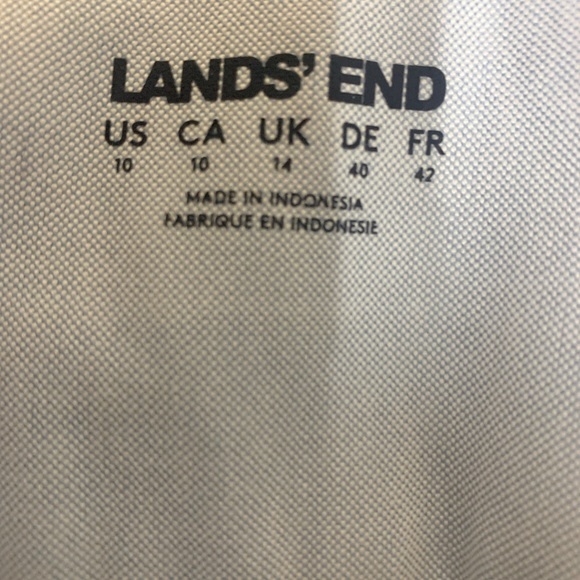 LANDS' END
US CA UK DE FR
10 10 14 40 42
MADE IN INDONESIA
FABRIQUE EN INDONESIE